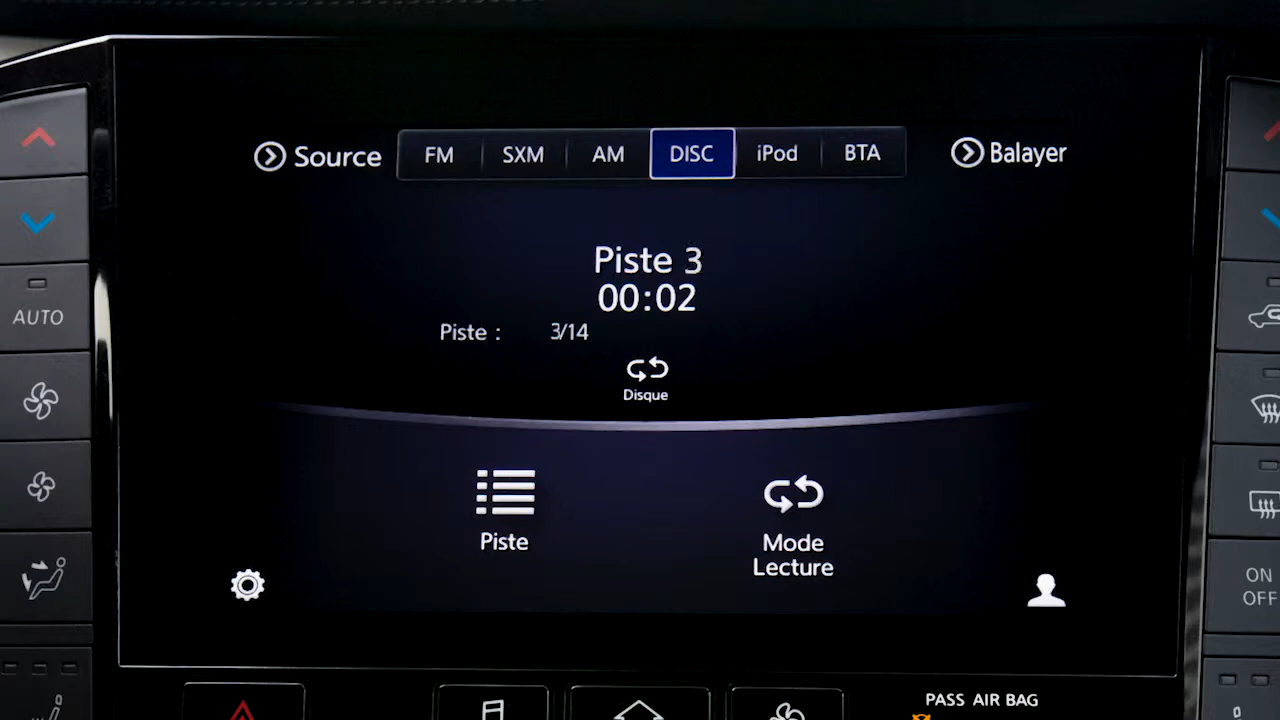 Source
FM
SXM
AM
DISC
iPod
BTA
Balayer
Piste 3
00:02
Piste : 3/14
Disque
Piste
Mode
Lecture
AUTO
ON
OFF
PASS AIR BAG